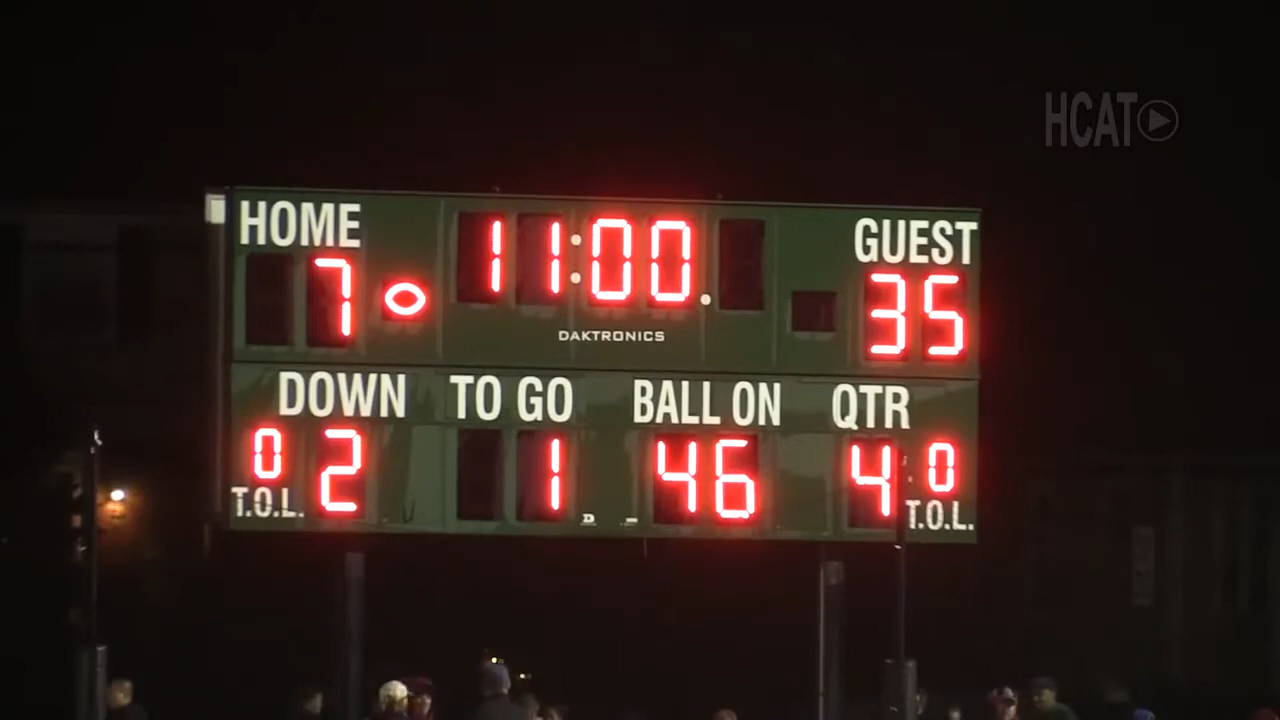 HCAT
HOME 11:00 GUEST
7 35
DAKTRONICS
DOWN TO GO BALL ON QTR
0 2 1 46 4 0
T.O.L. T.O.L.